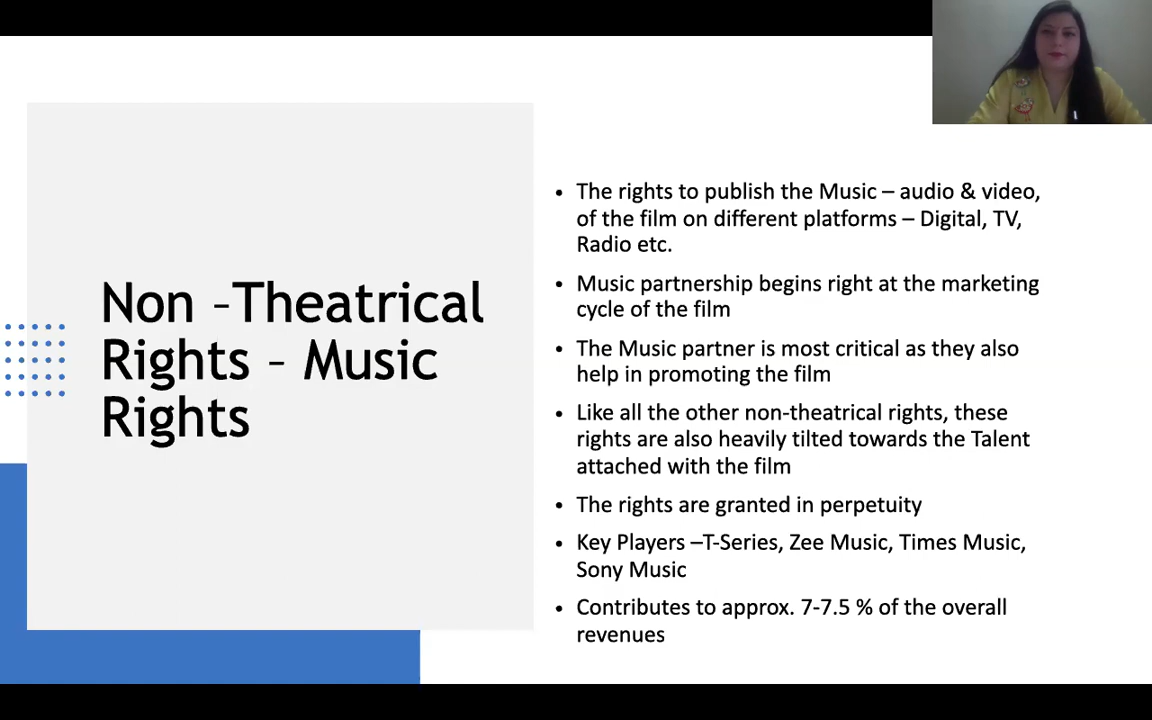 Non –Theatrical
Rights – Music
Rights
• The rights to publish the Music – audio & video,
of the film on different platforms – Digital, TV,
Radio etc.
• Music partnership begins right at the marketing
cycle of the film
• The Music partner is most critical as they also
help in promoting the film
• Like all the other non-theatrical rights, these
rights are also heavily tilted towards the Talent
attached with the film
• The rights are granted in perpetuity
• Key Players –T-Series, Zee Music, Times Music,
Sony Music
• Contributes to approx. 7-7.5 % of the overall
revenues